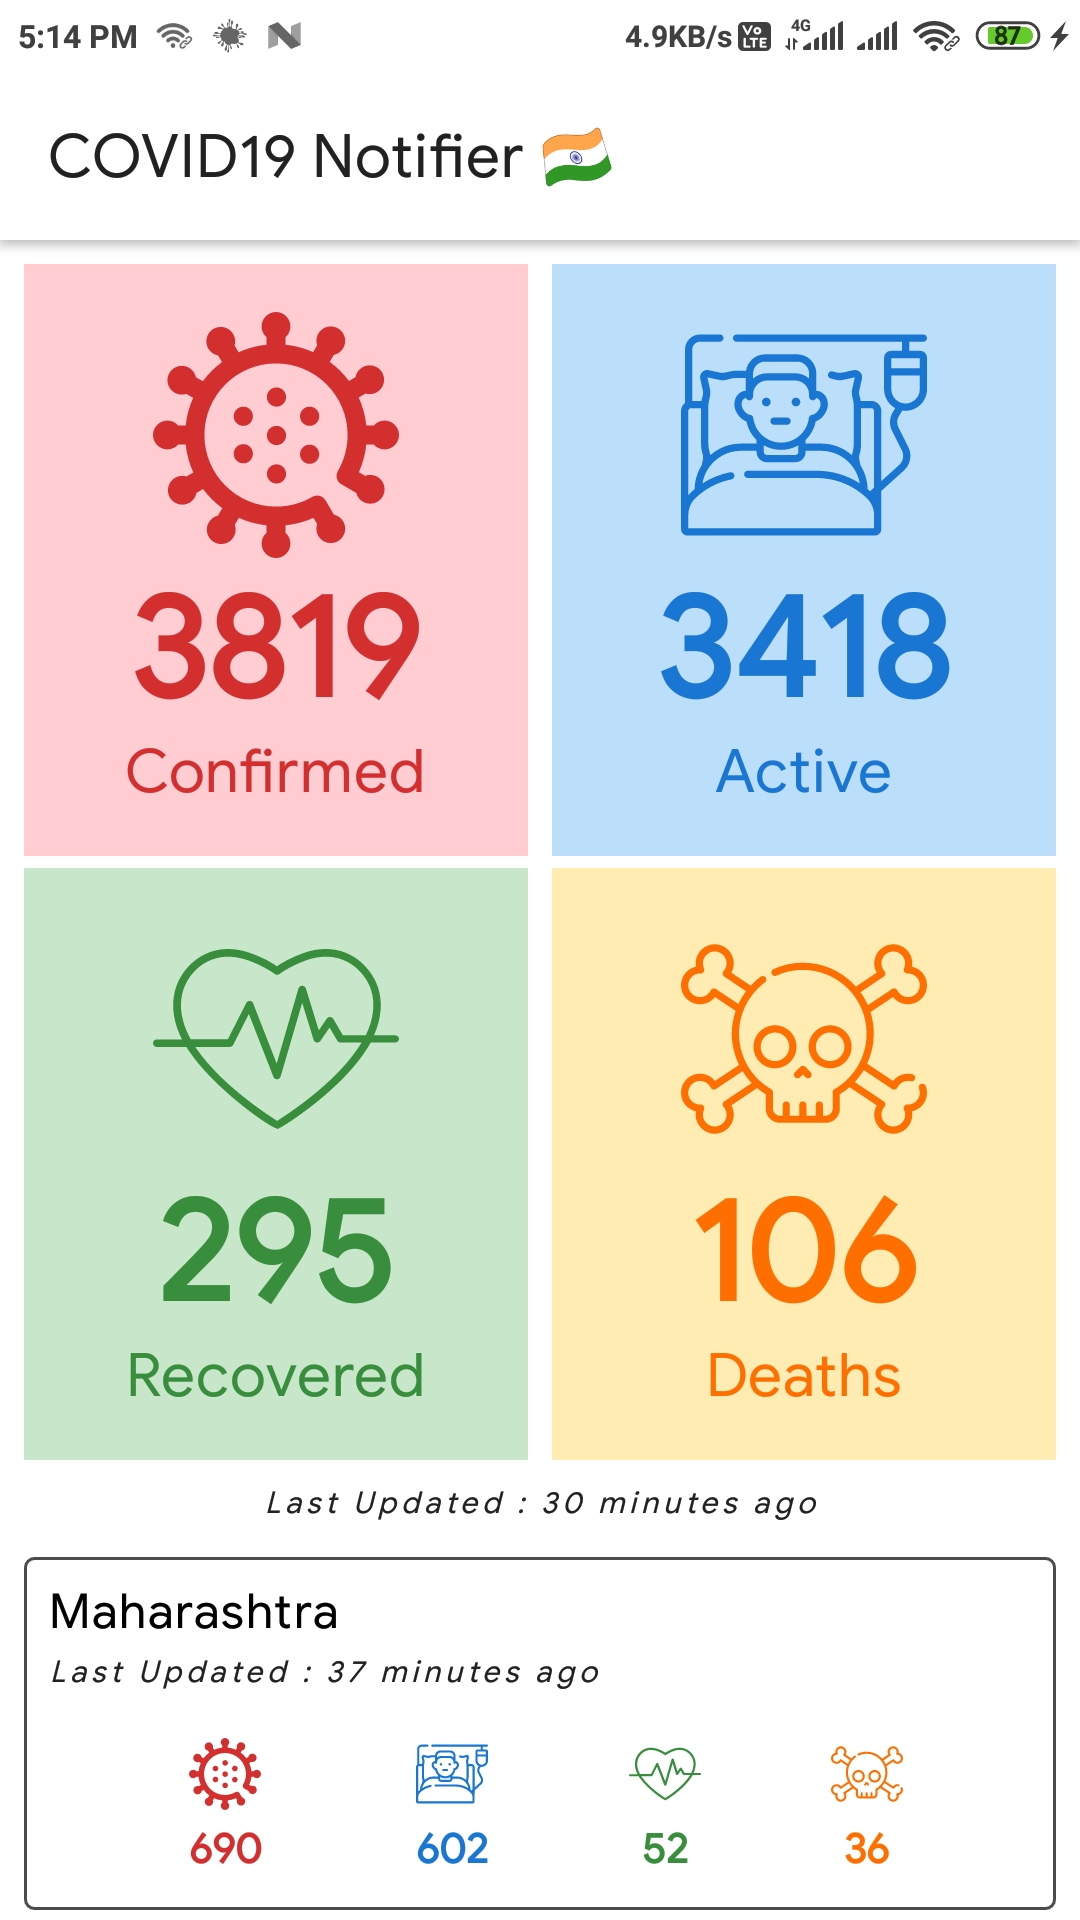 5:14 PM 4.9KB/s Vo LTE 4G 87
COVID19 Notifier 🇮🇳
3819 3418
Confirmed Active
295 106
Recovered Deaths
Last Updated : 30 minutes ago
Maharashtra
Last Updated : 37 minutes ago
690 602 52 36